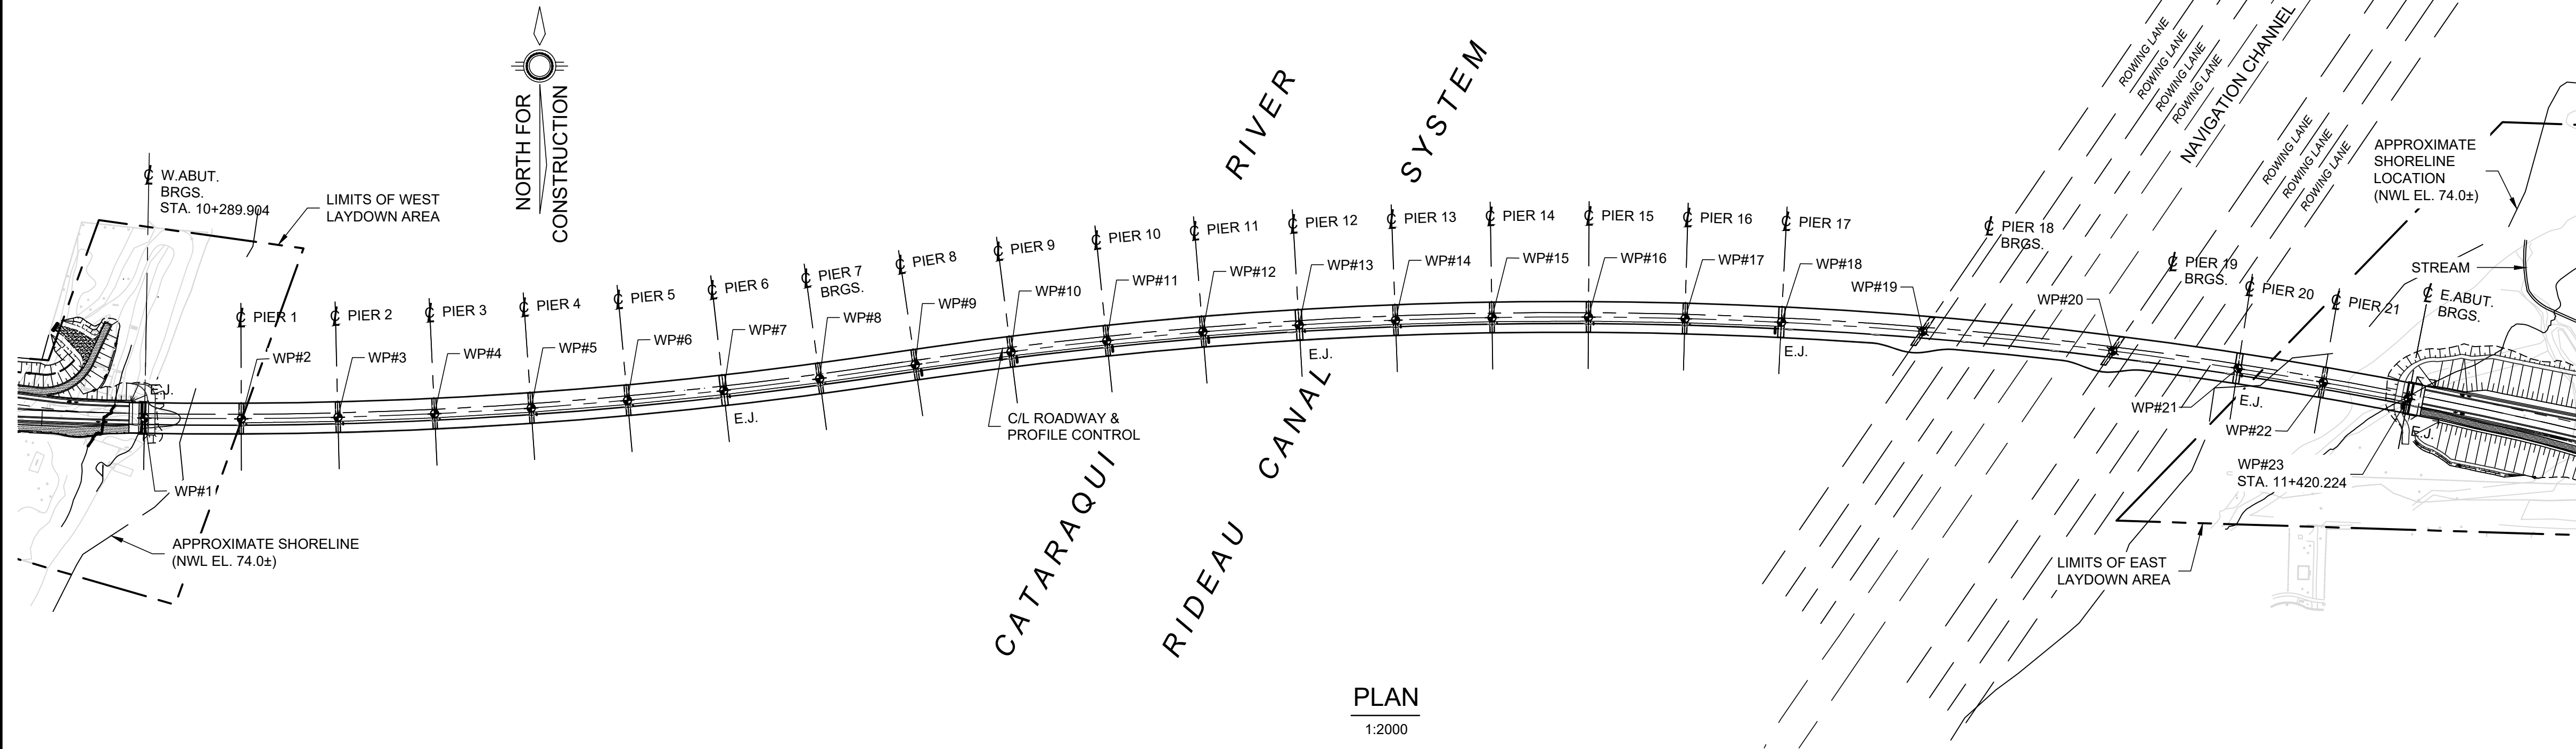 NORTH FOR
CONSTRUCTION
℄ W.ABUT.
BRGS.
STA. 10+289.904
LIMITS OF WEST
LAYDOWN AREA
℄ PIER 1
℄ PIER 2
℄ PIER 3
℄ PIER 4
℄ PIER 5
℄ PIER 6
℄ PIER 7
BRGS.
℄ PIER 8
℄ PIER 9
℄ PIER 10
℄ PIER 11
℄ PIER 12
℄ PIER 13
℄ PIER 14
℄ PIER 15
℄ PIER 16
℄ PIER 17
℄ PIER 18
BRGS.
℄ PIER 19
BRGS.
℄ PIER 20
℄ PIER 21
℄ E.ABUT.
BRGS.
WP#1
WP#2
WP#3
WP#4
WP#5
WP#6
WP#7
WP#8
WP#9
WP#10
WP#11
WP#12
WP#13
WP#14
WP#15
WP#16
WP#17
WP#18
WP#19
WP#20
WP#21
WP#22
WP#23
STA. 11+420.224
E.J.
E.J.
E.J.
E.J.
E.J.
E.J.
C/L ROADWAY &
PROFILE CONTROL
APPROXIMATE SHORELINE
(NWL EL. 74.0±)
CATARAQUI RIVER
RIDEAU CANAL SYSTEM
ROWING LANE
ROWING LANE
ROWING LANE
ROWING LANE
NAVIGATION CHANNEL
ROWING LANE
ROWING LANE
ROWING LANE
APPROXIMATE
SHORELINE
LOCATION
(NWL EL. 74.0±)
STREAM
LIMITS OF EAST
LAYDOWN AREA
PLAN
1:2000